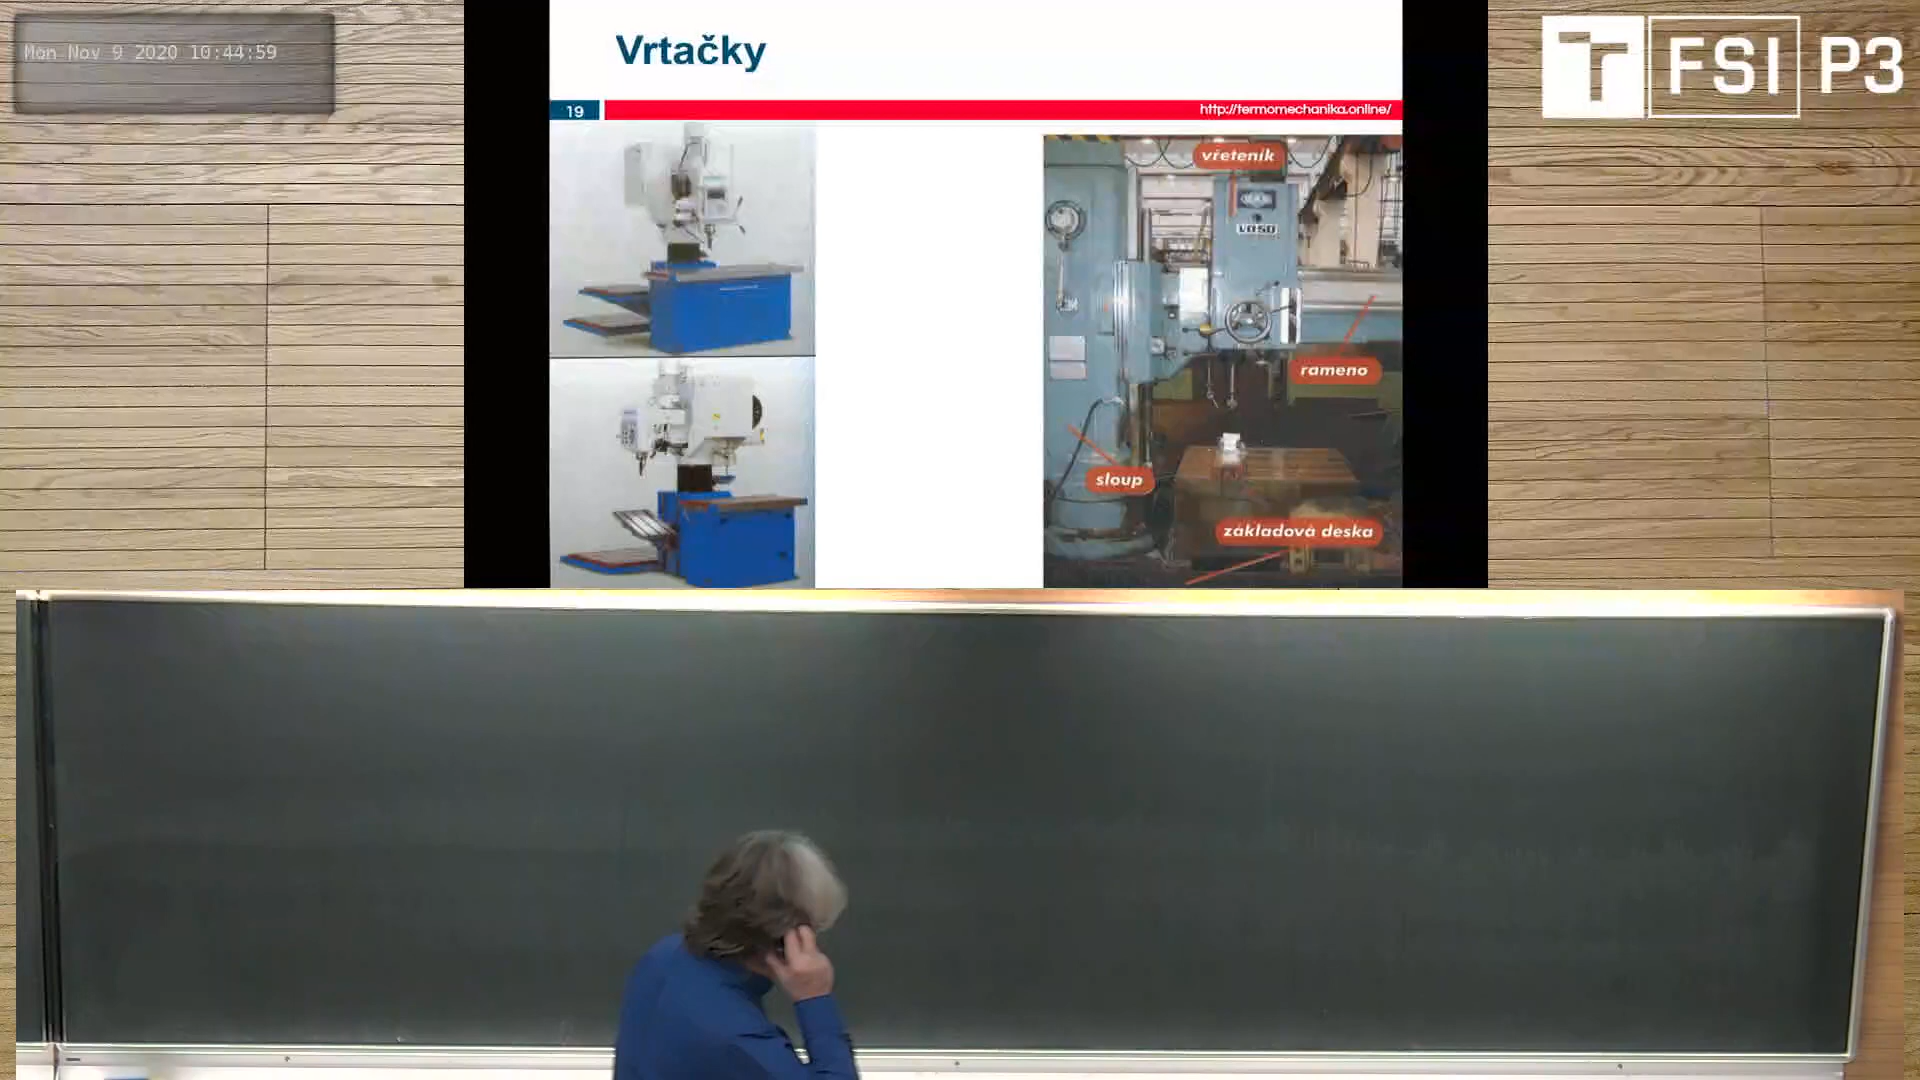 Mon Nov 9 2020 10:44:59
Vrtačky
19
http://termomechanika.online/
T FSI P3
vřeteník
VO50
rameno
sloup
základová deska